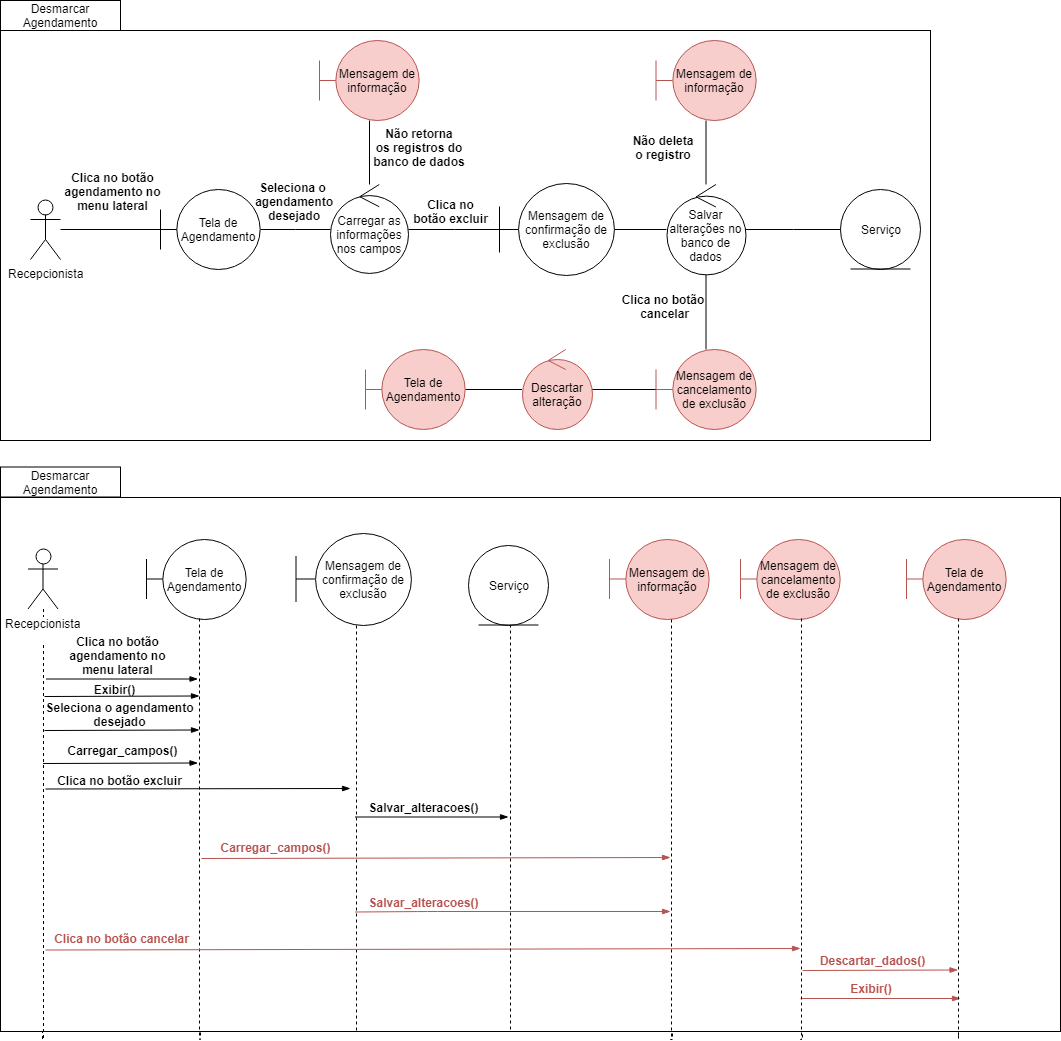 Desmarcar
Agendamento
Mensagem de
informação
Mensagem de
informação
Não retorna
os registros do
banco de dados
Não deleta
o registro
Clica no botão
agendamento no
menu lateral
Seleciona o
agendamento
desejado
Clica no
botão excluir
Recepcionista
Tela de
Agendamento
Carregar as
informações
nos campos
Mensagem de
confirmação de
exclusão
Salvar
alterações no
banco de
dados
Serviço
Clica no botão
cancelar
Tela de
Agendamento
Descartar
alteração
Mensagem de
cancelamento
de exclusão
Desmarcar
Agendamento
Recepcionista
Tela de
Agendamento
Mensagem de
confirmação de
exclusão
Serviço
Mensagem de
informação
Mensagem de
cancelamento
de exclusão
Tela de
Agendamento
Clica no botão
agendamento no
menu lateral
Exibir()
Seleciona o agendamento
desejado
Carregar_campos()
Clica no botão excluir
Salvar_alteracoes()
Carregar_campos()
Salvar_alteracoes()
Clica no botão cancelar
Descartar_dados()
Exibir()